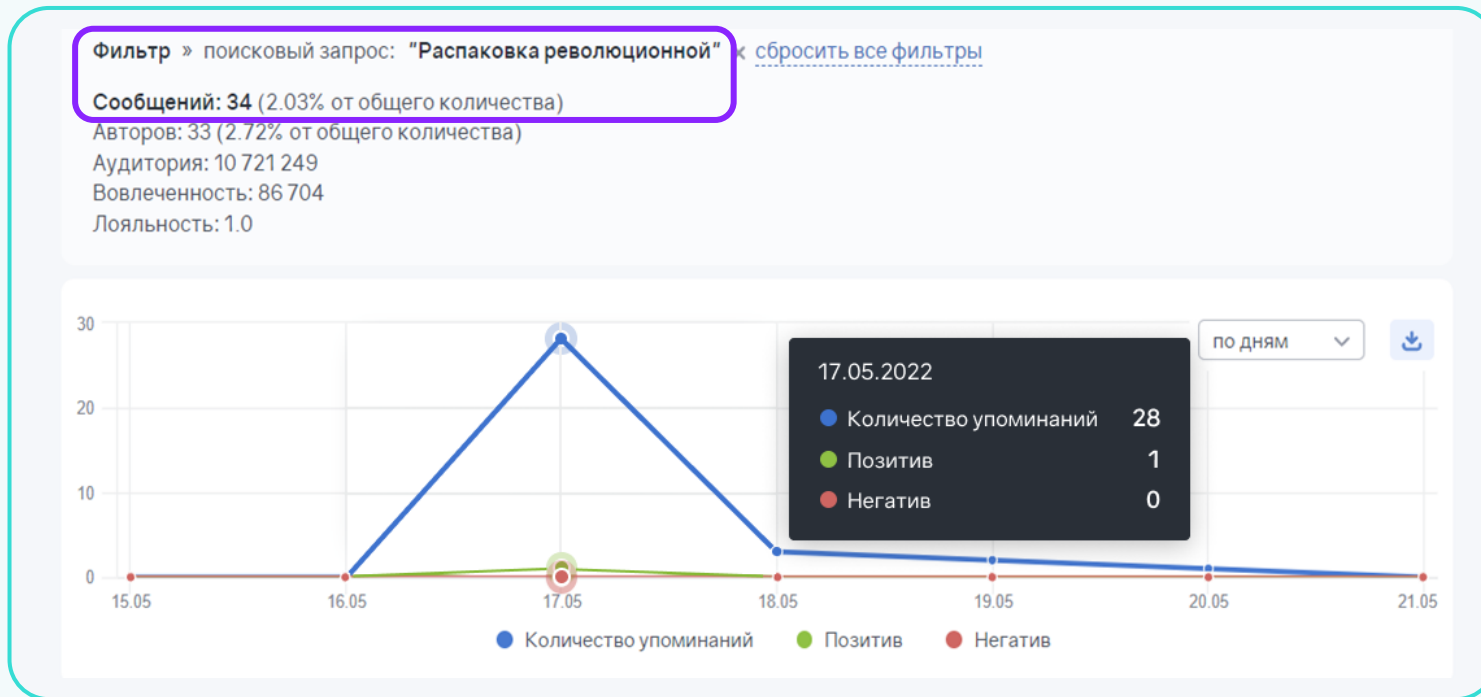 Фильтр » поисковый запрос: "Распаковка революционной" x сбросить все фильтры
Сообщений: 34 (2.03% от общего количества)
Авторов: 33 (2.72% от общего количества)
Аудитория: 10 721 249
Вовлеченность: 86 704
Лояльность: 1.0
по дням
30
20
10
0
17.05.2022
Количество упоминаний 28
Позитив 1
Негатив 0
15.05 16.05 17.05 18.05 19.05 20.05 21.05
Количество упоминаний Позитив Негатив